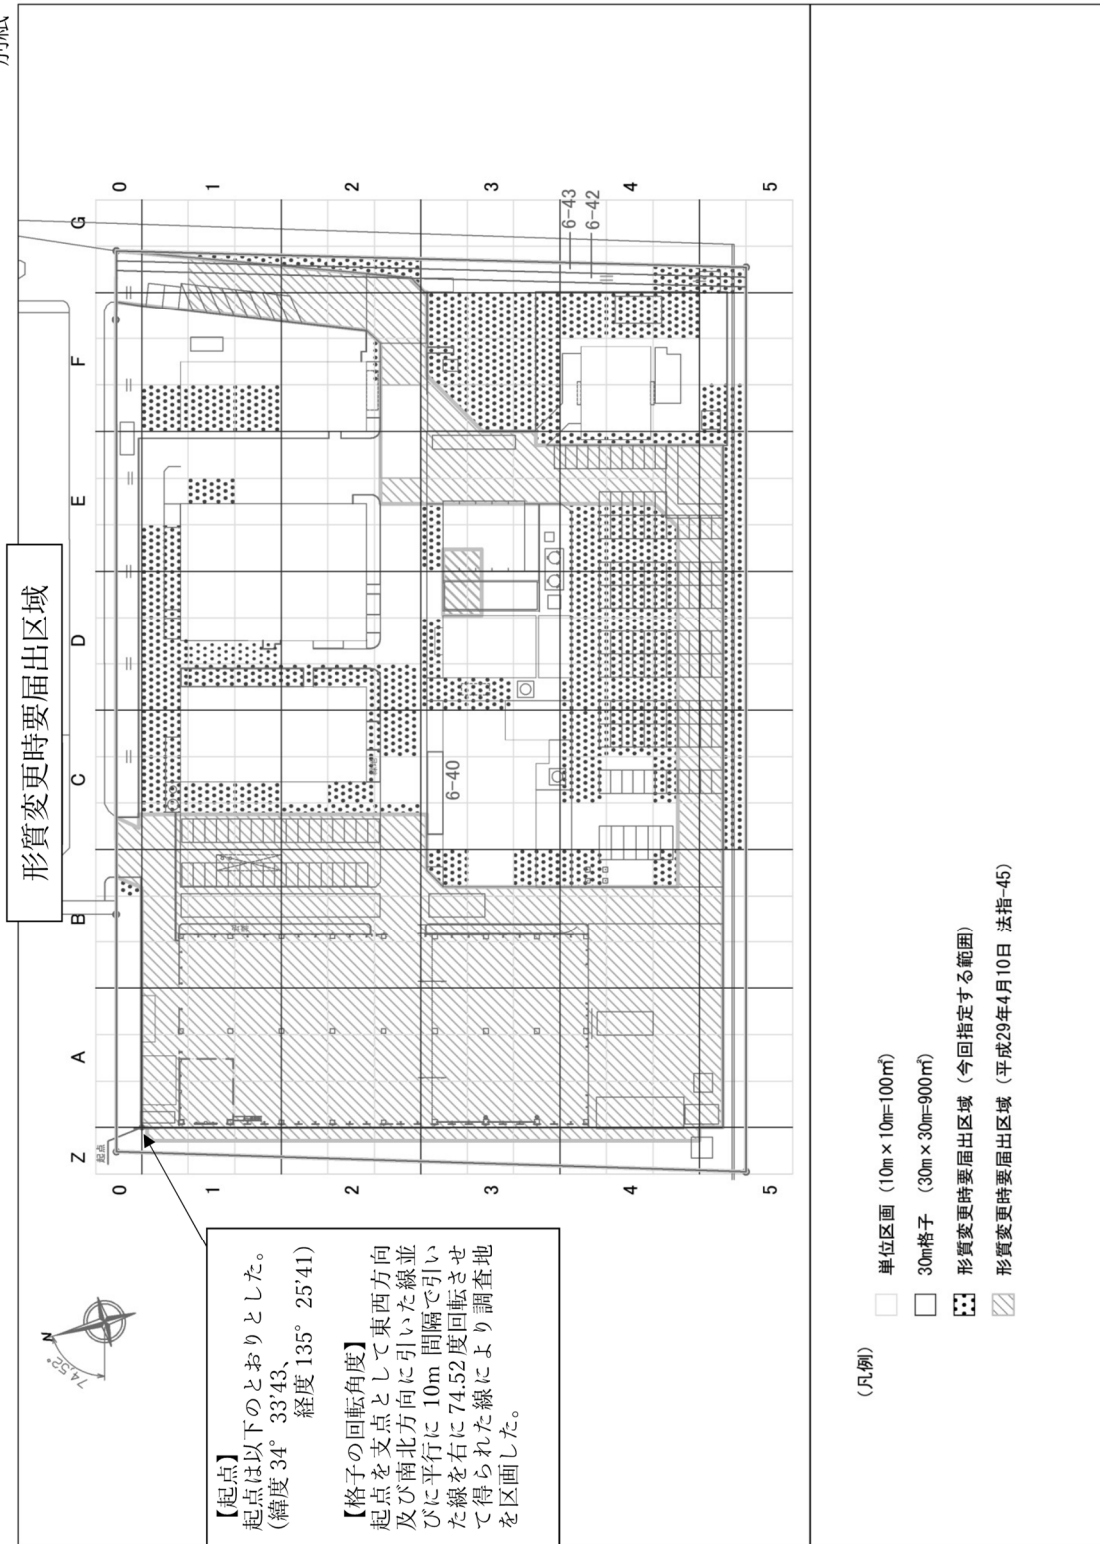 別紙
形質変更時要届出区域
Z
A
B
C
D
E
F
G
0
1
2
3
4
5
0
1
2
3
4
5
起点
6-40
6-43
6-42
N
74.52°
【起点】
起点は以下のとおりとした。
(緯度 34° 33'43、
経度 135° 25'41)
【格子の回転角度】
起点を支点として東西方向
及び南北方向に引いた線並
びに平行に 10m 間隔で引い
た線を右に 74.52 度回転させ
て得られた線により調査地
を区画した。
(凡例)
単位区画 (10m×10m=100㎡)
30m格子 (30m×30m=900㎡)
形質変更時要届出区域 (今回指定する範囲)
形質変更時要届出区域 (平成29年4月10日 法指-45)